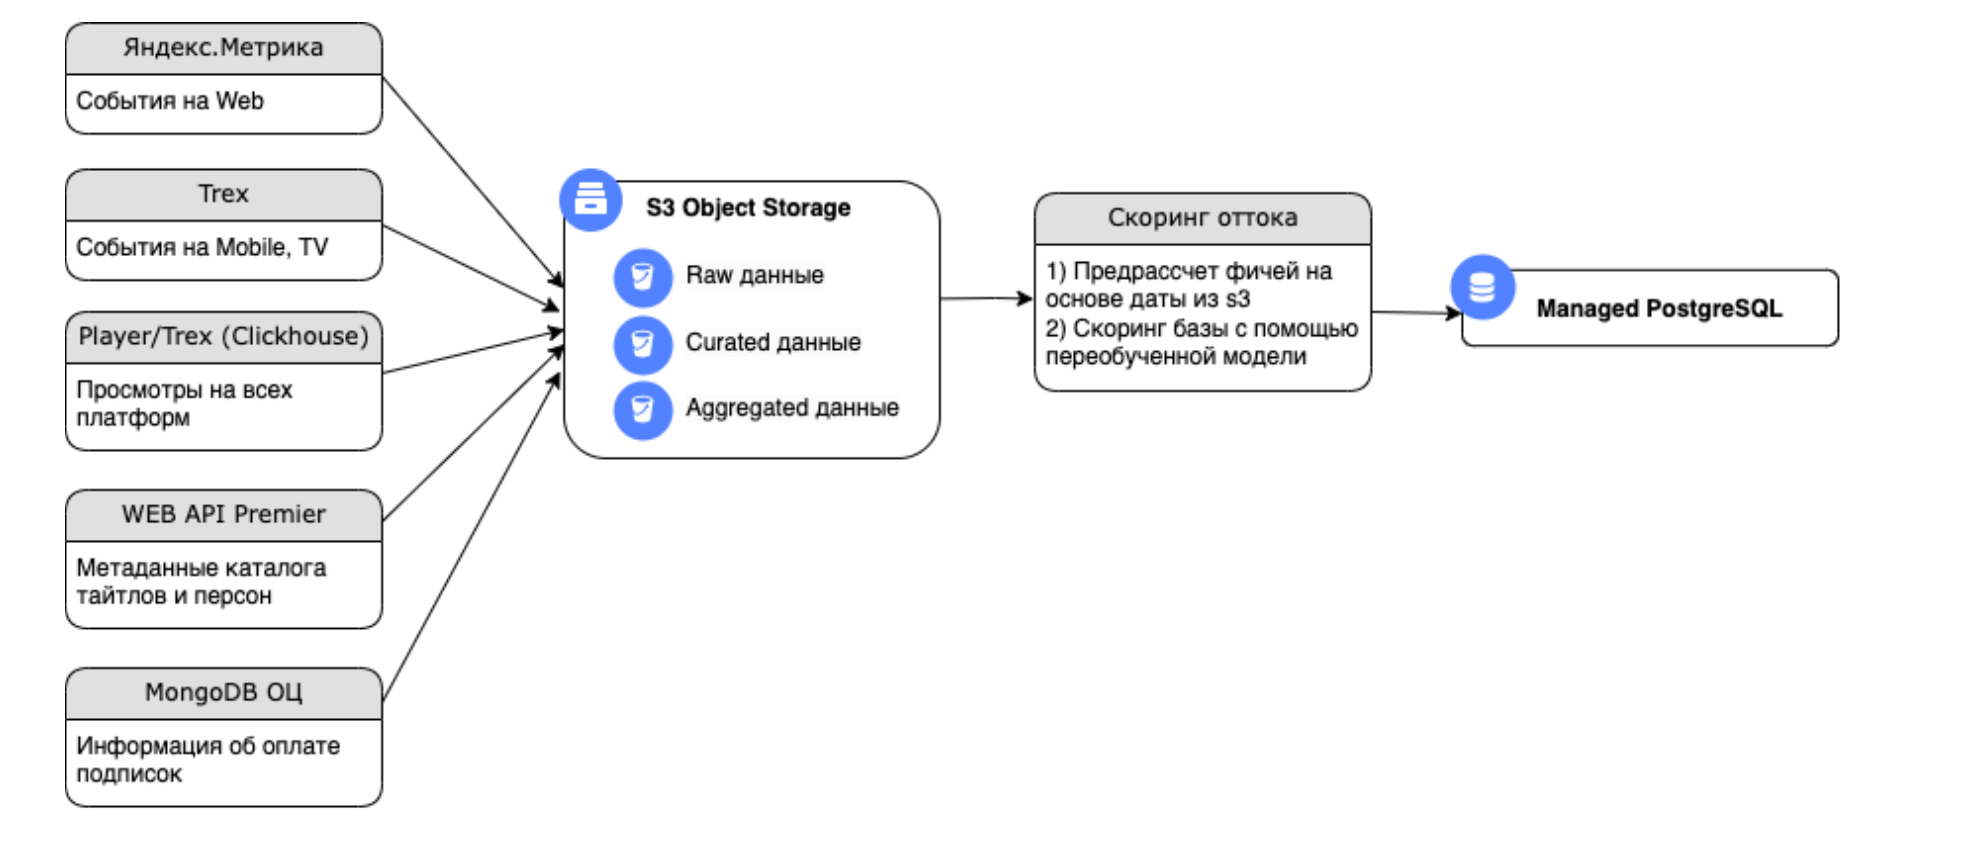 Яндекс.Метрика
События на Web
Trex
События на Mobile, TV
Player/Trex (Clickhouse)
Просмотры на всех
платформ
WEB API Premier
Метаданные каталога
тайтлов и персон
MongoDB ОЦ
Информация об оплате
подписок
S3 Object Storage
Raw данные
Curated данные
Aggregated данные
Скоринг оттока
1) Предрассчет фичей на
основе даты из s3
2) Скоринг базы с помощью
переобученной модели
Managed PostgreSQL